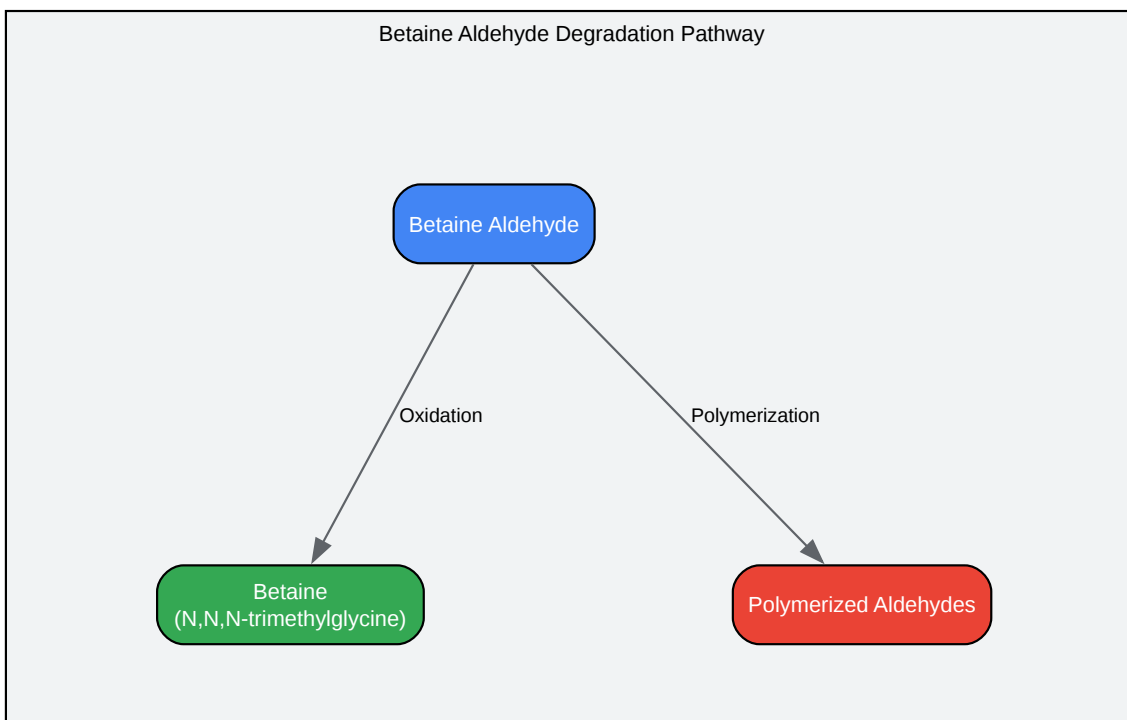 Betaine Aldehyde Degradation Pathway
Betaine Aldehyde
Oxidation
Polymerization
Betaine
(N,N,N-trimethylglycine)
Polymerized Aldehydes